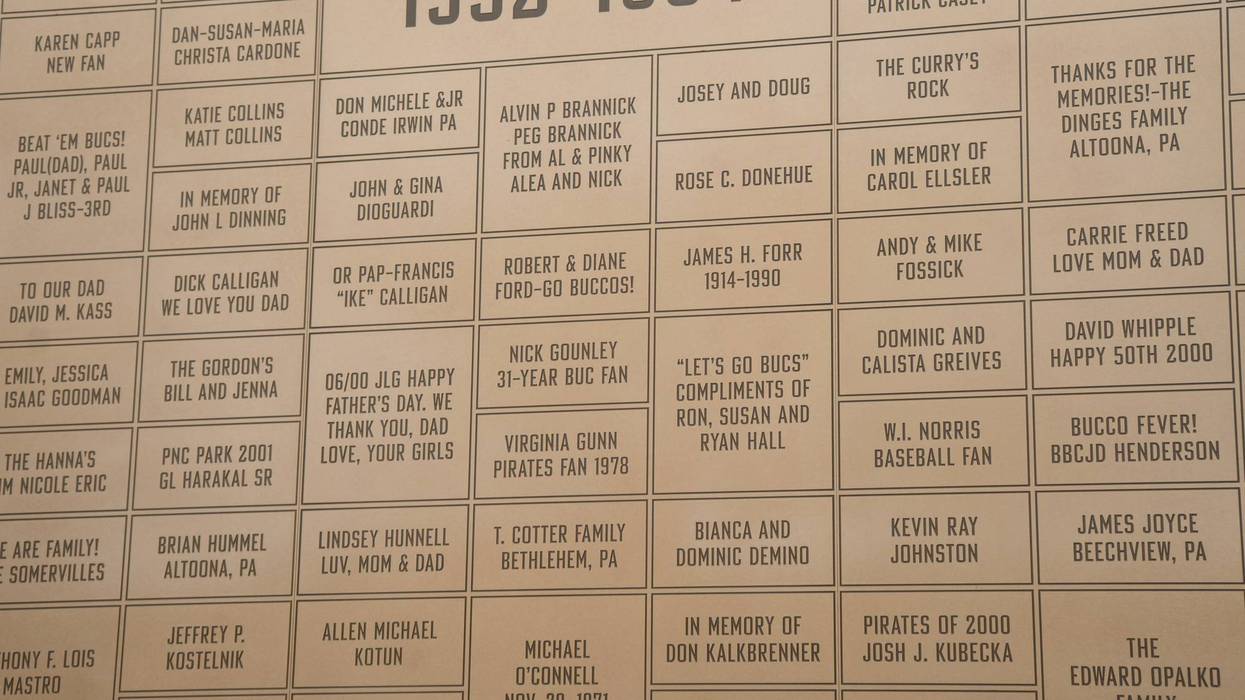 KAREN CAPP
NEW FAN
BEAT 'EM BUCS!
PAUL(DAD), PAUL
JR, JANET & PAUL
J BLISS-3RD
TO OUR DAD
DAVID M. KASS
EMILY, JESSICA
ISAAC GOODMAN
THE HANNA'S
NICOLE ERIC
ARE FAMILY!
SOMERVILLES
F. LOIS
MASTRO
DAN-SUSAN-MARIA
CHRISTA CARDONE
KATIE COLLINS
MATT COLLINS
IN MEMORY OF
JOHN L DINNING
DICK CALLIGAN
WE LOVE YOU DAD
THE GORDON'S
BILL AND JENNA
PNC PARK 2001
GL HARAKAL SR
BRIAN HUMMEL
ALTOONA, PA
JEFFREY P.
KOSTELNIK
DON MICHELE &JR
CONDE IRWIN PA
JOHN & GINA
DIOGUARDI
OR PAP-FRANCIS
"IKE" CALLIGAN
06/00 JLG HAPPY
FATHER'S DAY. WE
THANK YOU, DAD
LOVE, YOUR GIRLS
LINDSEY HUNNELL
LUV, MOM & DAD
ALLEN MICHAEL
KOTUN
ALVIN P BRANNICK
PEG BRANNICK
FROM AL & PINKY
ALEA AND NICK
ROBERT & DIANE
FORD-GO BUCCOS!
NICK GOUNLEY
31-YEAR BUC FAN
VIRGINIA GUNN
PIRATES FAN 1978
T. COTTER FAMILY
BETHLEHEM, PA
MICHAEL
O'CONNELL
JOSEY AND DOUG
ROSE C. DONEHUE
JAMES H. FORR
1914-1990
"LET'S GO BUCS"
COMPLIMENTS OF
RON, SUSAN AND
RYAN HALL
BIANCA AND
DOMINIC DEMINO
IN MEMORY OF
DON KALKBRENNER
PATRICK CASEY
THE CURRY'S
ROCK
IN MEMORY OF
CAROL ELLSLER
ANDY & MIKE
FOSSICK
DOMINIC AND
CALISTA GREIVES
W.I. NORRIS
BASEBALL FAN
KEVIN RAY
JOHNSTON
PIRATES OF 2000
JOSH J. KUBECKA
THANKS FOR THE
MEMORIES!-THE
DINGES FAMILY
ALTOONA, PA
CARRIE FREED
LOVE MOM & DAD
DAVID WHIPPLE
HAPPY 50TH 2000
BUCCO FEVER!
BBCJD HENDERSON
JAMES JOYCE
BEECHVIEW, PA
THE
EDWARD OPALKO
FAMILY